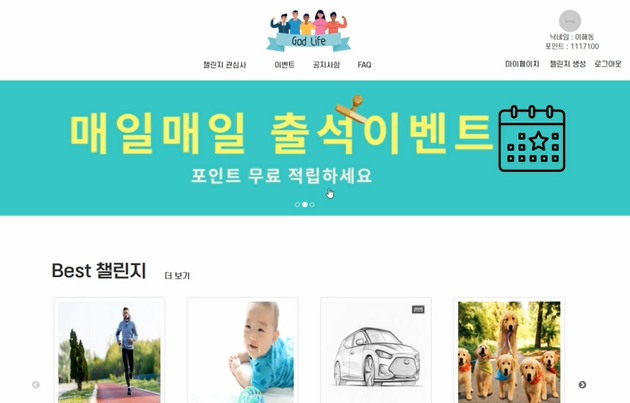 God Life
닉네임 : 이해동
포인트 : 1117100
챌린지 관심사 이벤트 공지사항 FAQ
마이페이지 챌린지 생성 로그아웃
매일매일 출석이벤트
포인트 무료 적립하세요
Best 챌린지 더 보기